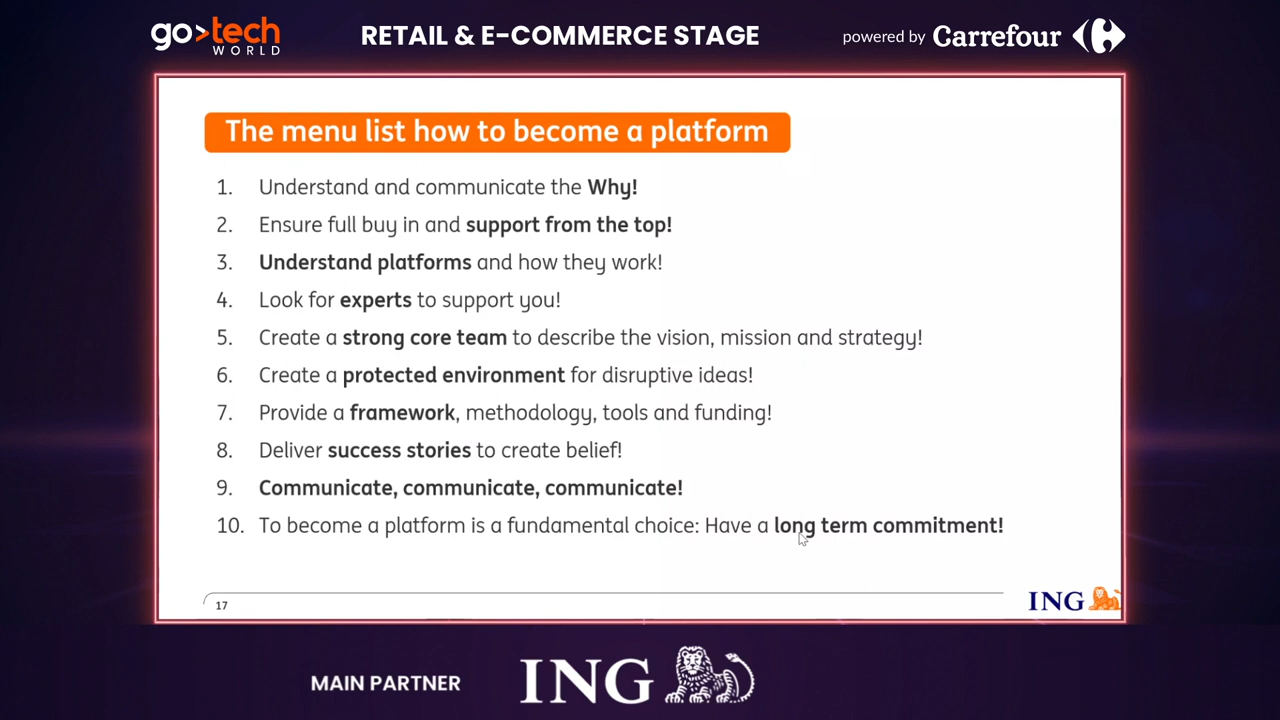 go>tech
WORLD
RETAIL & E-COMMERCE STAGE
powered by Carrefour
The menu list how to become a platform
1. Understand and communicate the Why!
2. Ensure full buy in and support from the top!
3. Understand platforms and how they work!
4. Look for experts to support you!
5. Create a strong core team to describe the vision, mission and strategy!
6. Create a protected environment for disruptive ideas!
7. Provide a framework, methodology, tools and funding!
8. Deliver success stories to create belief!
9. Communicate, communicate, communicate!
10. To become a platform is a fundamental choice: Have a long term commitment!
17
ING
MAIN PARTNER
ING